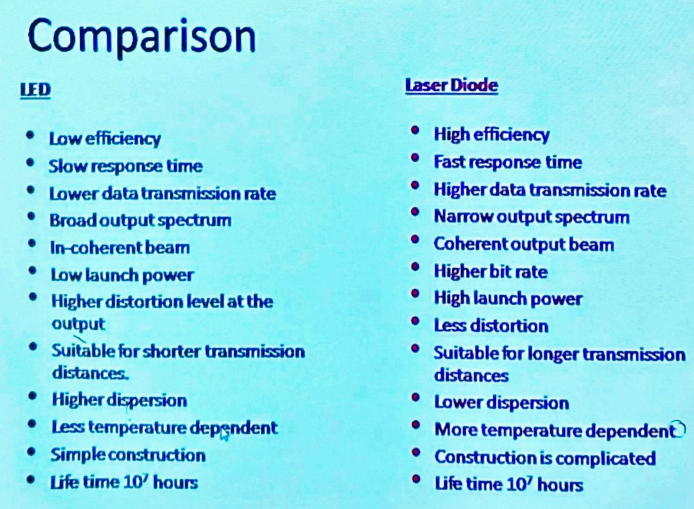 Comparison
LED
• Low efficiency
• Slow response time
• Lower data transmission rate
• Broad output spectrum
• In-coherent beam
• Low launch power
• Higher distortion level at the
output
• Suitable for shorter transmission
distances.
• Higher dispersion
• Less temperature dependent
• Simple construction
• Life time 10⁷ hours
Laser Diode
• High efficiency
• Fast response time
• Higher data transmission rate
• Narrow output spectrum
• Coherent output beam
• Higher bit rate
• High launch power
• Less distortion
• Suitable for longer transmission
distances
• Lower dispersion
• More temperature dependent
• Construction is complicated
• Life time 10⁷ hours